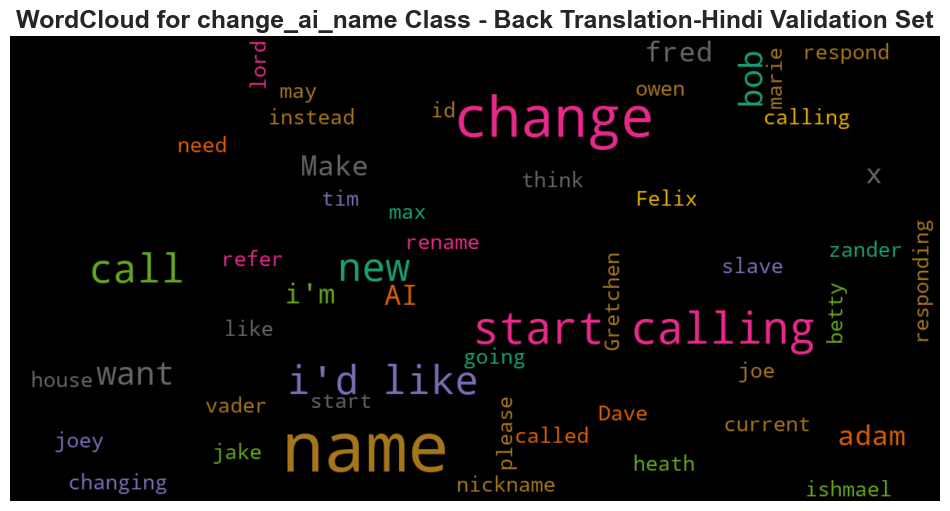 WordCloud for change_ai_name Class - Back Translation-Hindi Validation Set
lord
fred
bob
marie
respond
may
owen
instead
id
change
calling
need
Make
think
x
tim
Felix
max
rename
zander
responding
call
refer
new
Gretchen
slave
i'm
AI
betty
like
start calling
going
house
want
i'd like
joe
vader
start
please
Dave
current
joey
jake
name
called
adam
heath
changing
nickname
ishmael